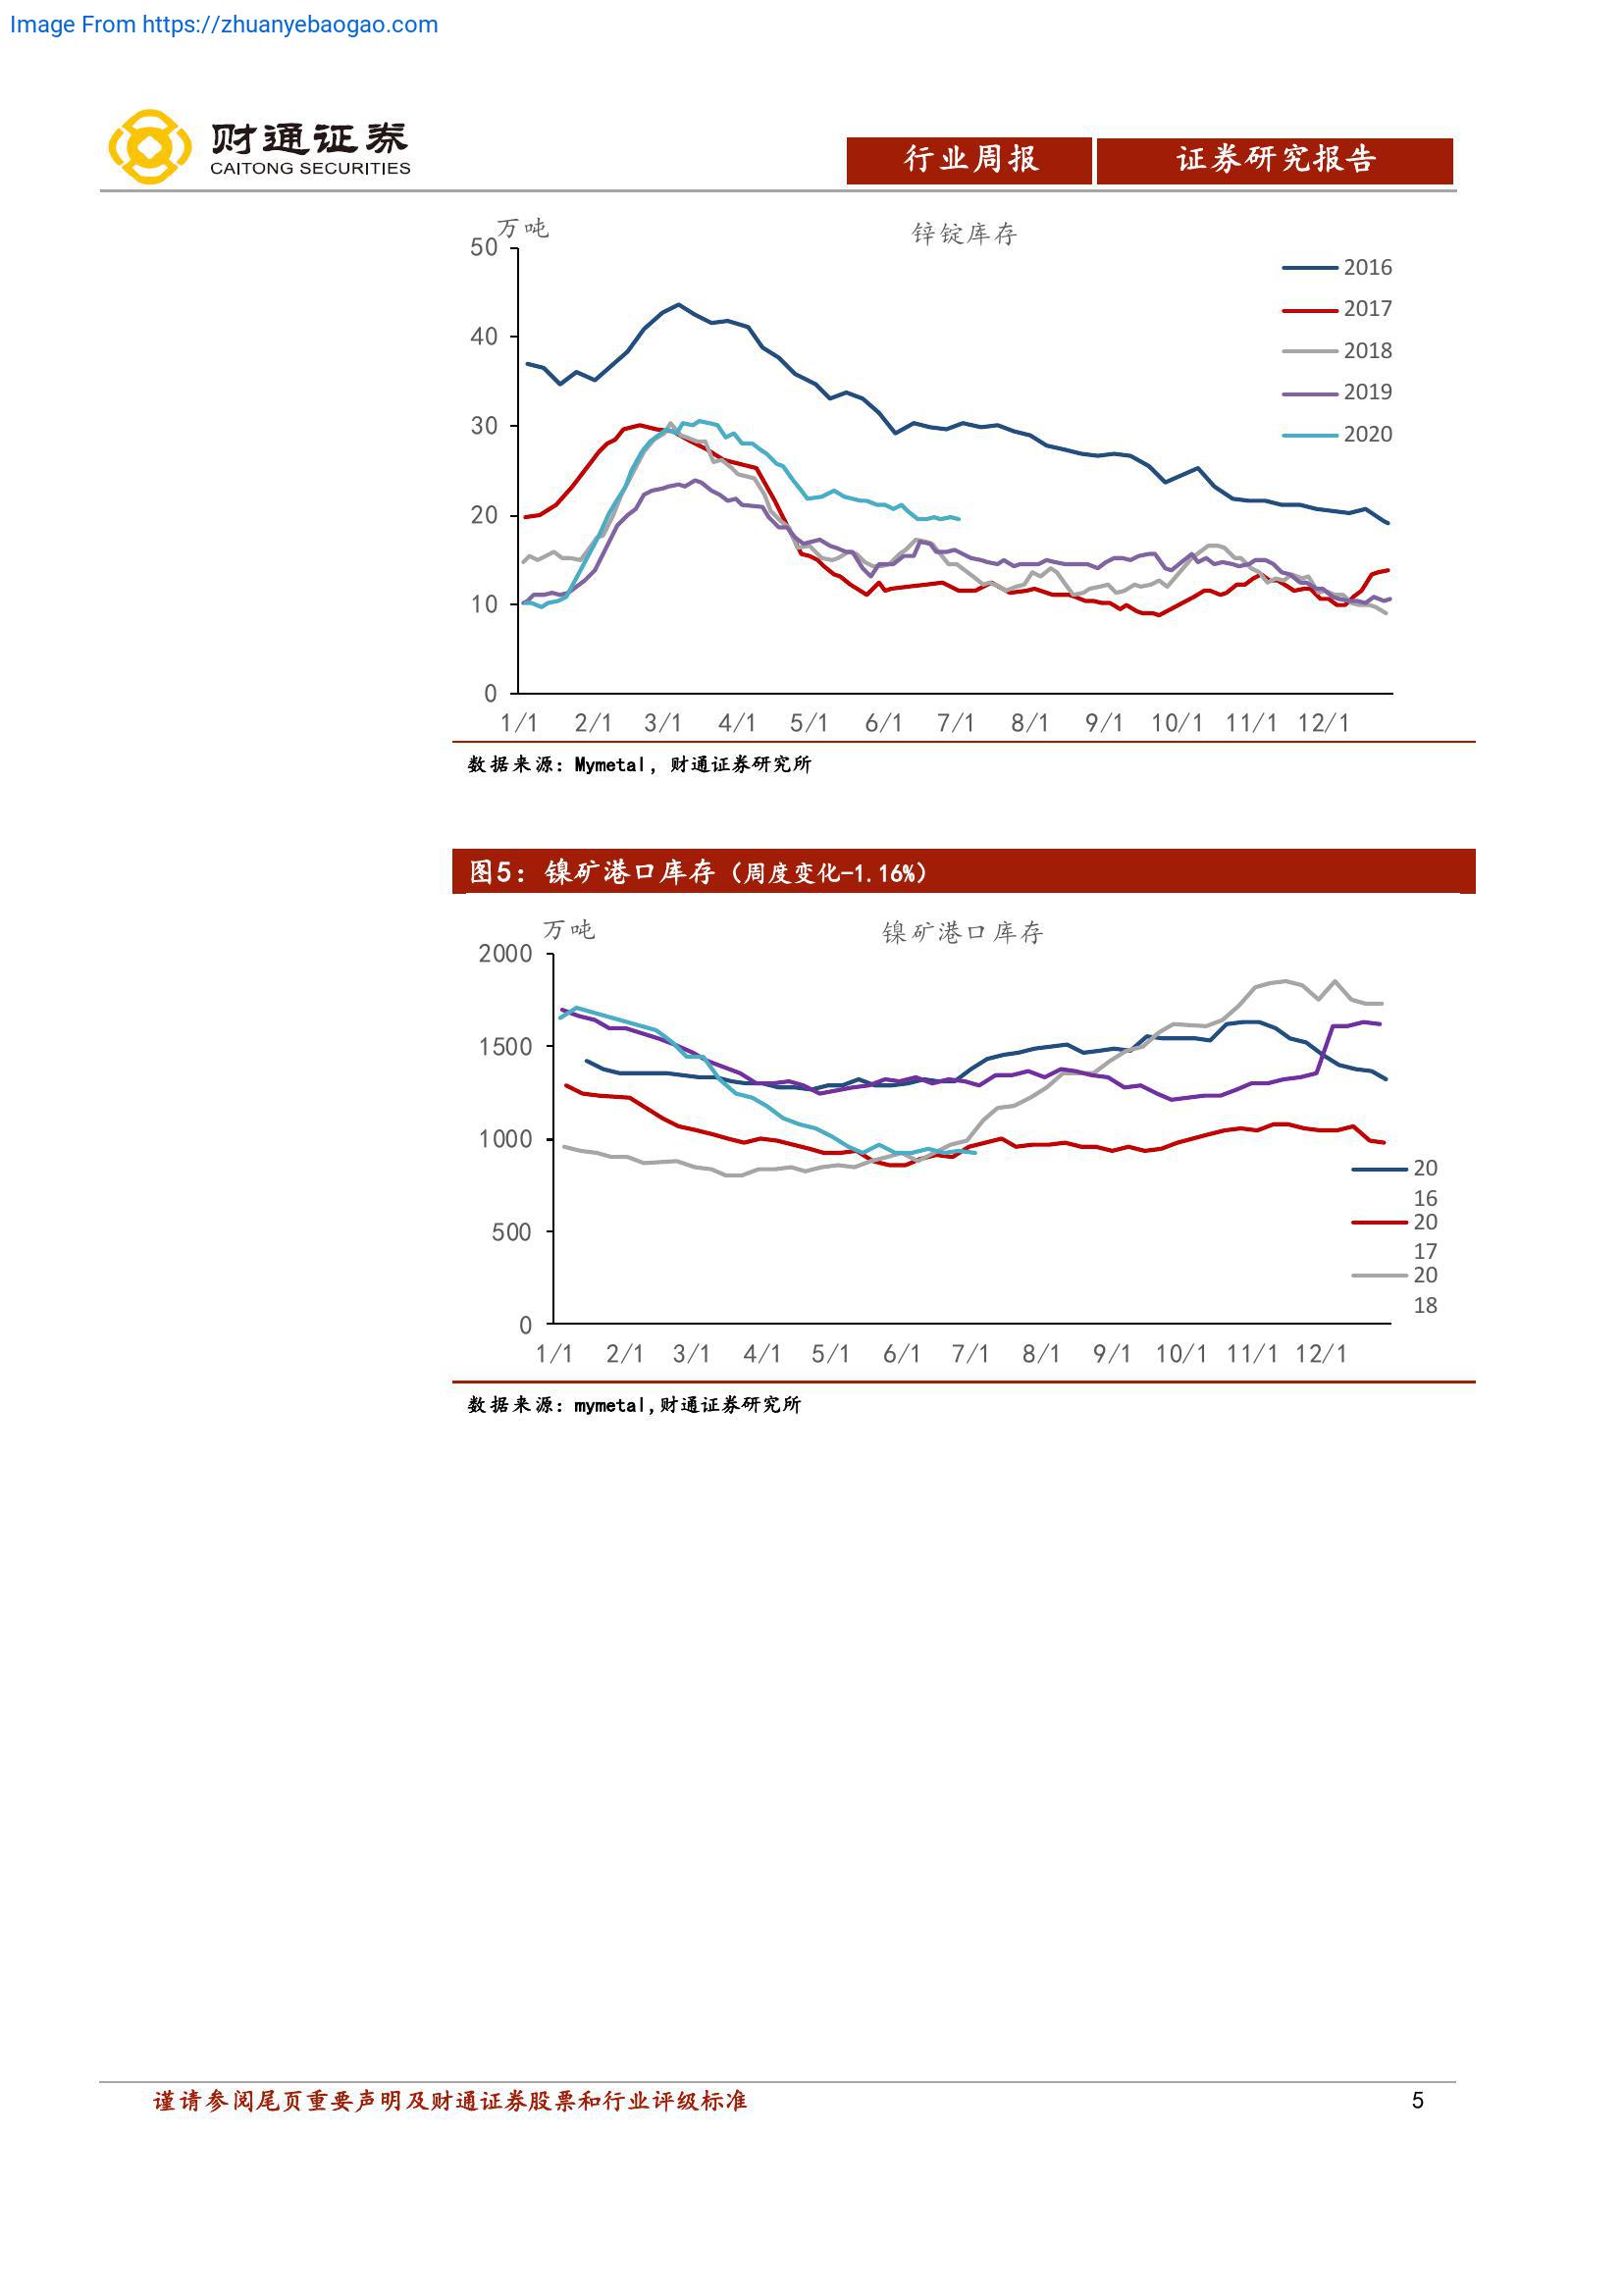 Image From https://zhuanyebaogao.com
财通证券
CAITONG SECURITIES
行业周报
证券研究报告
万吨
锌锭库存
50
40
30
20
10
0
2016
2017
2018
2019
2020
1/1 2/1 3/1 4/1 5/1 6/1 7/1 8/1 9/1 10/1 11/1 12/1
数据来源：Mymetal，财通证券研究所
图5：镍矿港口库存（周度变化-1.16%）
万吨
镍矿港口库存
2000
1500
1000
500
0
20
16
20
17
20
18
1/1 2/1 3/1 4/1 5/1 6/1 7/1 8/1 9/1 10/1 11/1 12/1
数据来源：mymetal,财通证券研究所
谨请参阅尾页重要声明及财通证券股票和行业评级标准
5